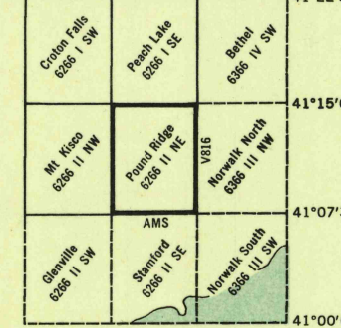 Croton Falls
6266 I SW
Peach Lake
6266 I SE
Bethel
6366 IV SW
41°15'
Mt Kisco
6266 II NW
Pound Ridge
6266 II NE
V816
Norwalk North
6366 III NW
41°07'
AMS
Glenville
6266 II SW
Stamford
6266 II SE
Norwalk South
6366 III SW
41°00'